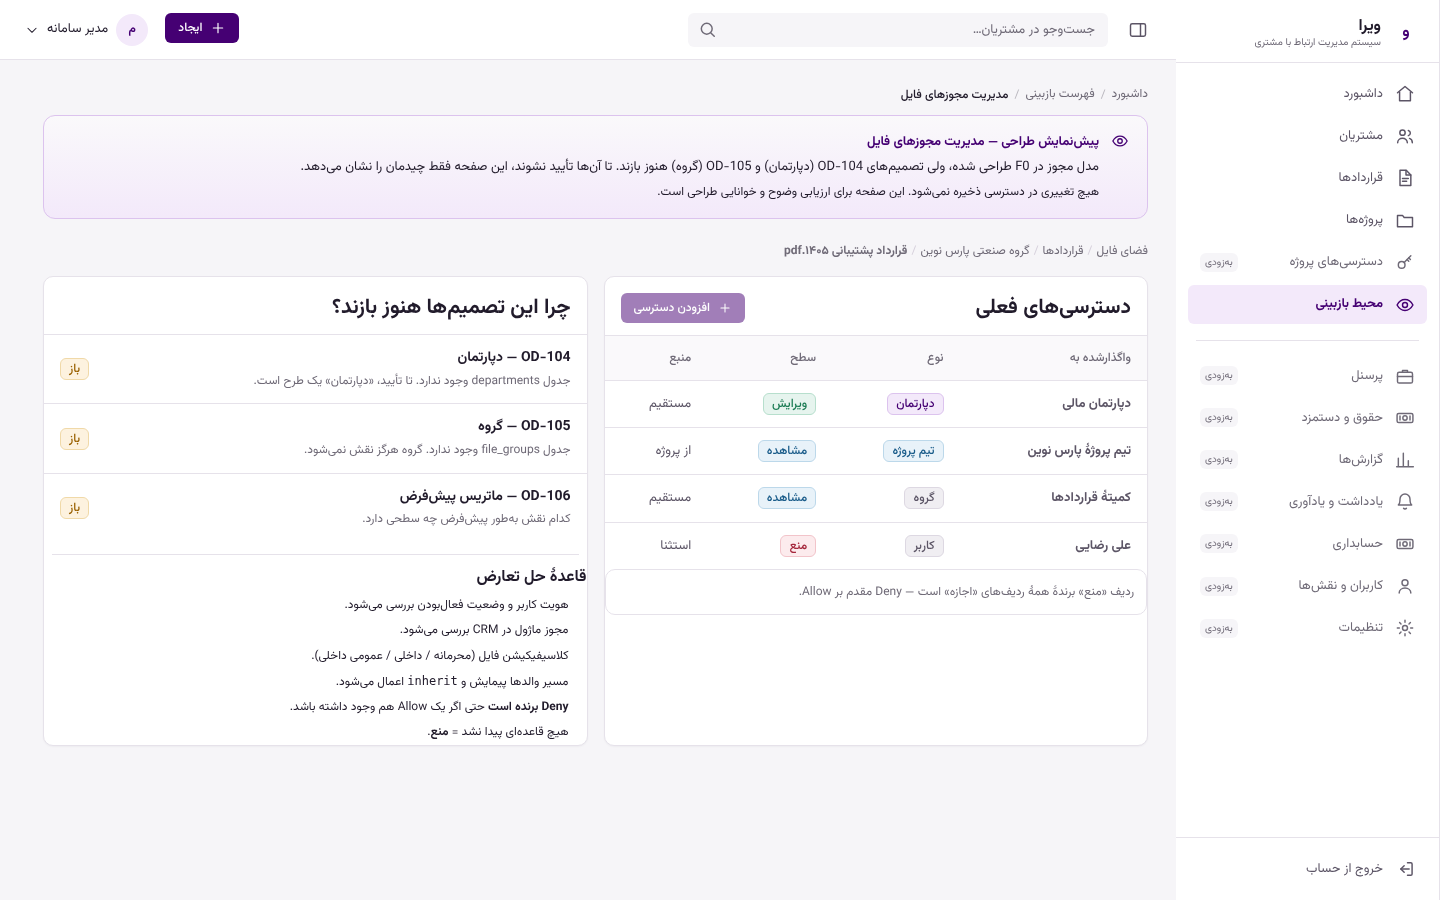 و
ویرا
سیستم مدیریت ارتباط با مشتری
داشبورد
مشتریان
قراردادها
پروژه‌ها
دسترسی‌های پروژه
به‌زودی
محیط بازبینی
پرسنل
به‌زودی
حقوق و دستمزد
به‌زودی
گزارش‌ها
به‌زودی
یادداشت و یادآوری
به‌زودی
حسابداری
به‌زودی
کاربران و نقش‌ها
به‌زودی
تنظیمات
به‌زودی
خروج از حساب
جست‌وجو در مشتریان...
ایجاد
م
مدیر سامانه
داشبورد / فهرست بازبینی / مدیریت مجوزهای فایل
پیش‌نمایش طراحی — مدیریت مجوزهای فایل
مدل مجوز در F0 طراحی شده، ولی تصمیم‌های OD-104 (دپارتمان) و OD-105 (گروه) هنوز بازند. تا آن‌ها تأیید نشوند، این صفحه فقط چیدمان را نشان می‌دهد.
هیچ تغییری در دسترسی ذخیره نمی‌شود. این صفحه برای ارزیابی وضوح و خوانایی طراحی است.
فضای فایل / قراردادها / گروه صنعتی پارس نوین / قرارداد پشتیبانی ۱۴۰۵.pdf
دسترسی‌های فعلی
افزودن دسترسی
واگذارشده به نوع سطح منبع
دپارتمان مالی دپارتمان ویرایش مستقیم
تیم پروژهٔ پارس نوین تیم پروژه مشاهده از پروژه
کمیتهٔ قراردادها گروه مشاهده مستقیم
علی رضایی کاربر منع استثنا
ردیف «منع» برندهٔ همهٔ ردیف‌های «اجازه» است — Deny مقدم بر Allow.
چرا این تصمیم‌ها هنوز بازند؟
OD-104 — دپارتمان
جدول departments وجود ندارد. تا تأیید، «دپارتمان» یک طرح است.
باز
OD-105 — گروه
جدول file_groups وجود ندارد. گروه هرگز نقش نمی‌شود.
باز
OD-106 — ماتریس پیش‌فرض
کدام نقش به‌طور پیش‌فرض چه سطحی دارد.
باز
قاعدهٔ حل تعارض
هویت کاربر و وضعیت فعال‌بودن بررسی می‌شود.
مجوز ماژول در CRM بررسی می‌شود.
کلاسیفیکیشن فایل (محرمانه / داخلی / عمومی داخلی).
مسیر والدها پیمایش و inherit اعمال می‌شود.
Deny برنده است حتی اگر یک Allow هم وجود داشته باشد.
هیچ قاعده‌ای پیدا نشد = منع.